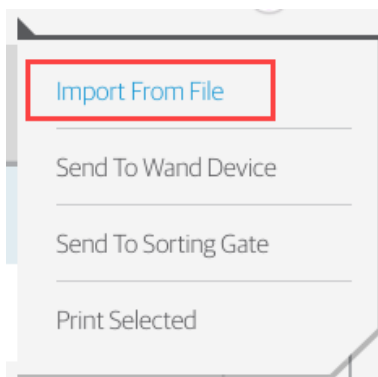 Import From File
Send To Wand Device
Send To Sorting Gate
Print Selected